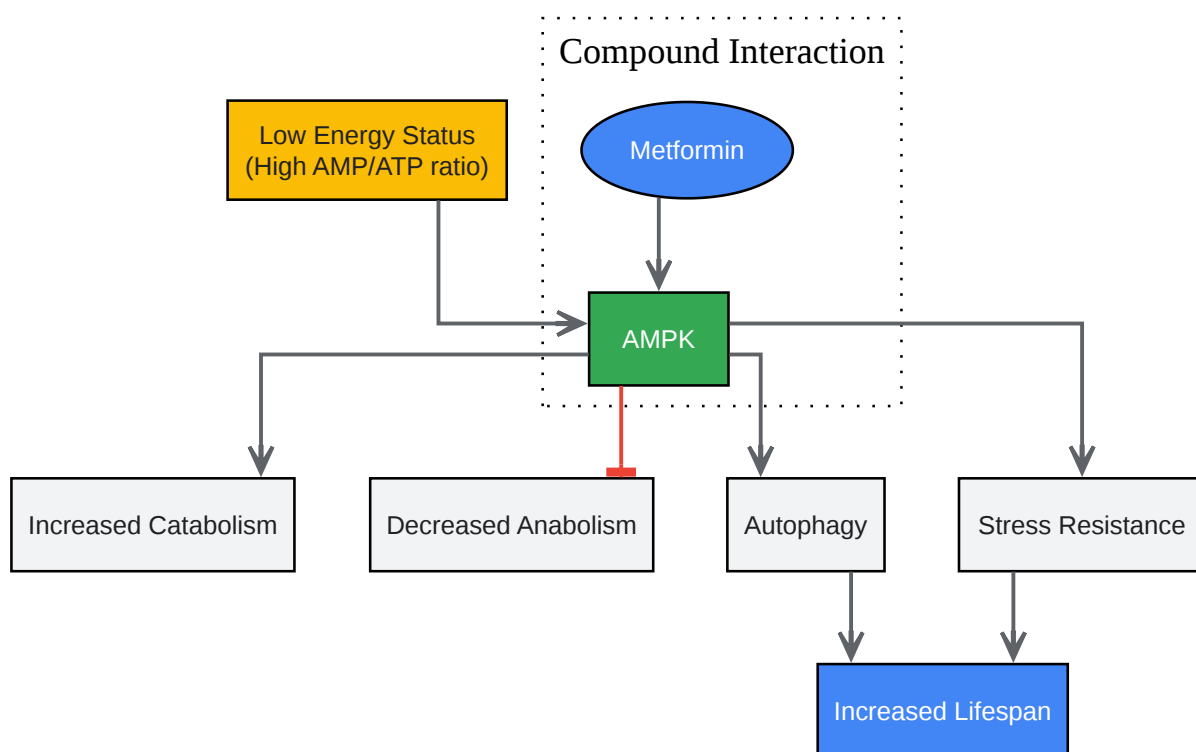 Compound Interaction
Low Energy Status
(High AMP/ATP ratio)
Metformin
AMPK
Increased Catabolism
Decreased Anabolism
Autophagy
Stress Resistance
Increased Lifespan